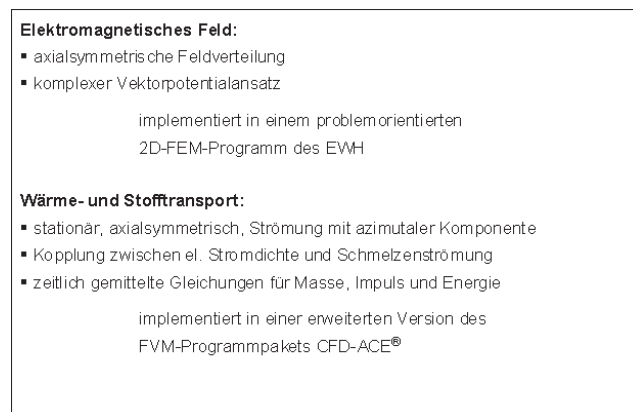 Elektromagnetisches Feld:
▪ axialsymmetrische Feldverteilung
▪ komplexer Vektorpotentialansatz
implementiert in einem problemorientierten
2D-FEM-Programm des EWH
Wärme- und Stofftransport:
▪ stationär, axialsymmetrisch, Strömung mit azimutaler Komponente
▪ Kopplung zwischen el. Stromdichte und Schmelzenströmung
▪ zeitlich gemittelte Gleichungen für Masse, Impuls und Energie
implementiert in einer erweiterten Version des
FVM-Programmpakets CFD-ACE®